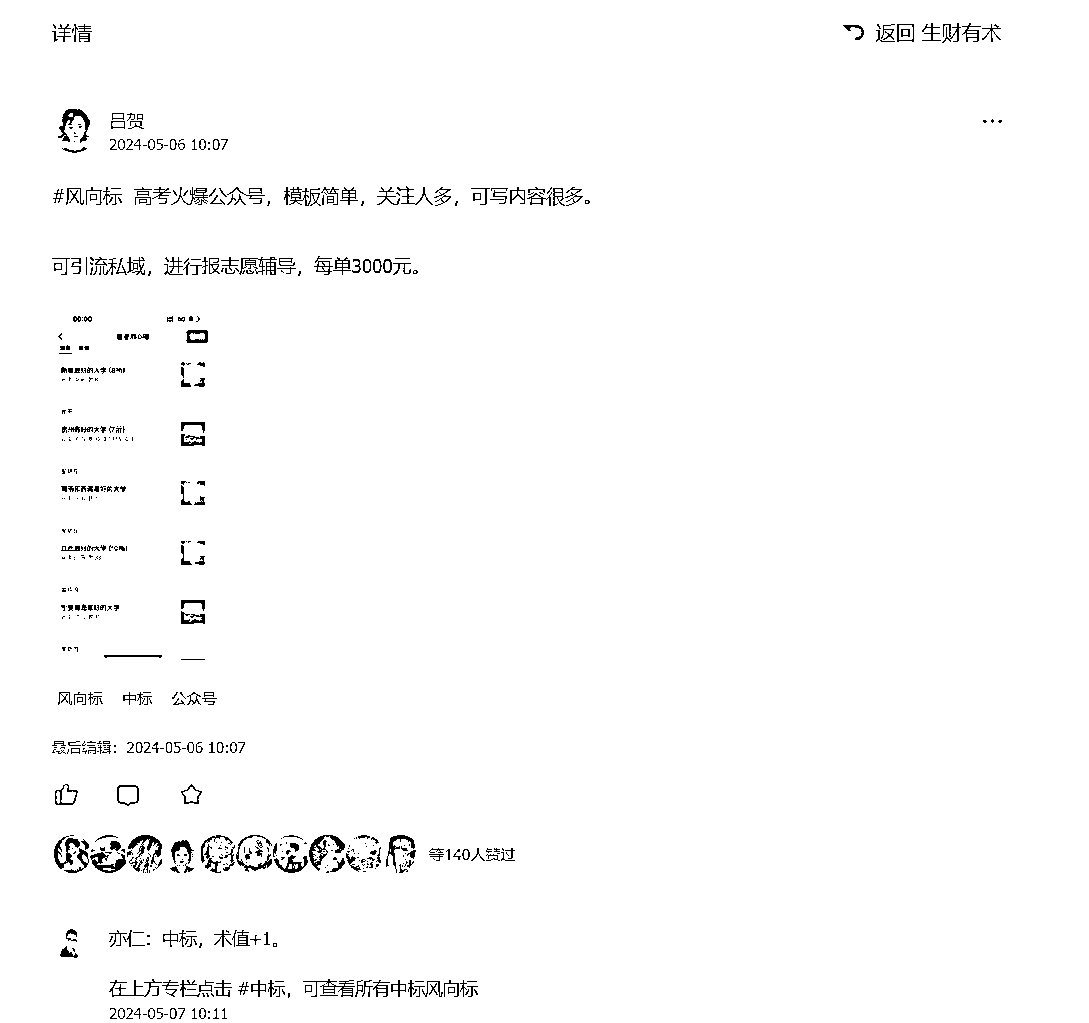 详情
返回 生财有术
吕贺
2024-05-06 10:07
#风向标 高考火爆公众号，模板简单，关注人多，可写内容很多。
可引流私域，进行报志愿辅导，每单3000元。
00:00
风向标 中标 公众号
最后编辑：2024-05-06 10:07
等140人赞过
亦仁：中标，术值+1。
在上方专栏点击 #中标，可查看所有中标风向标
2024-05-07 10:11